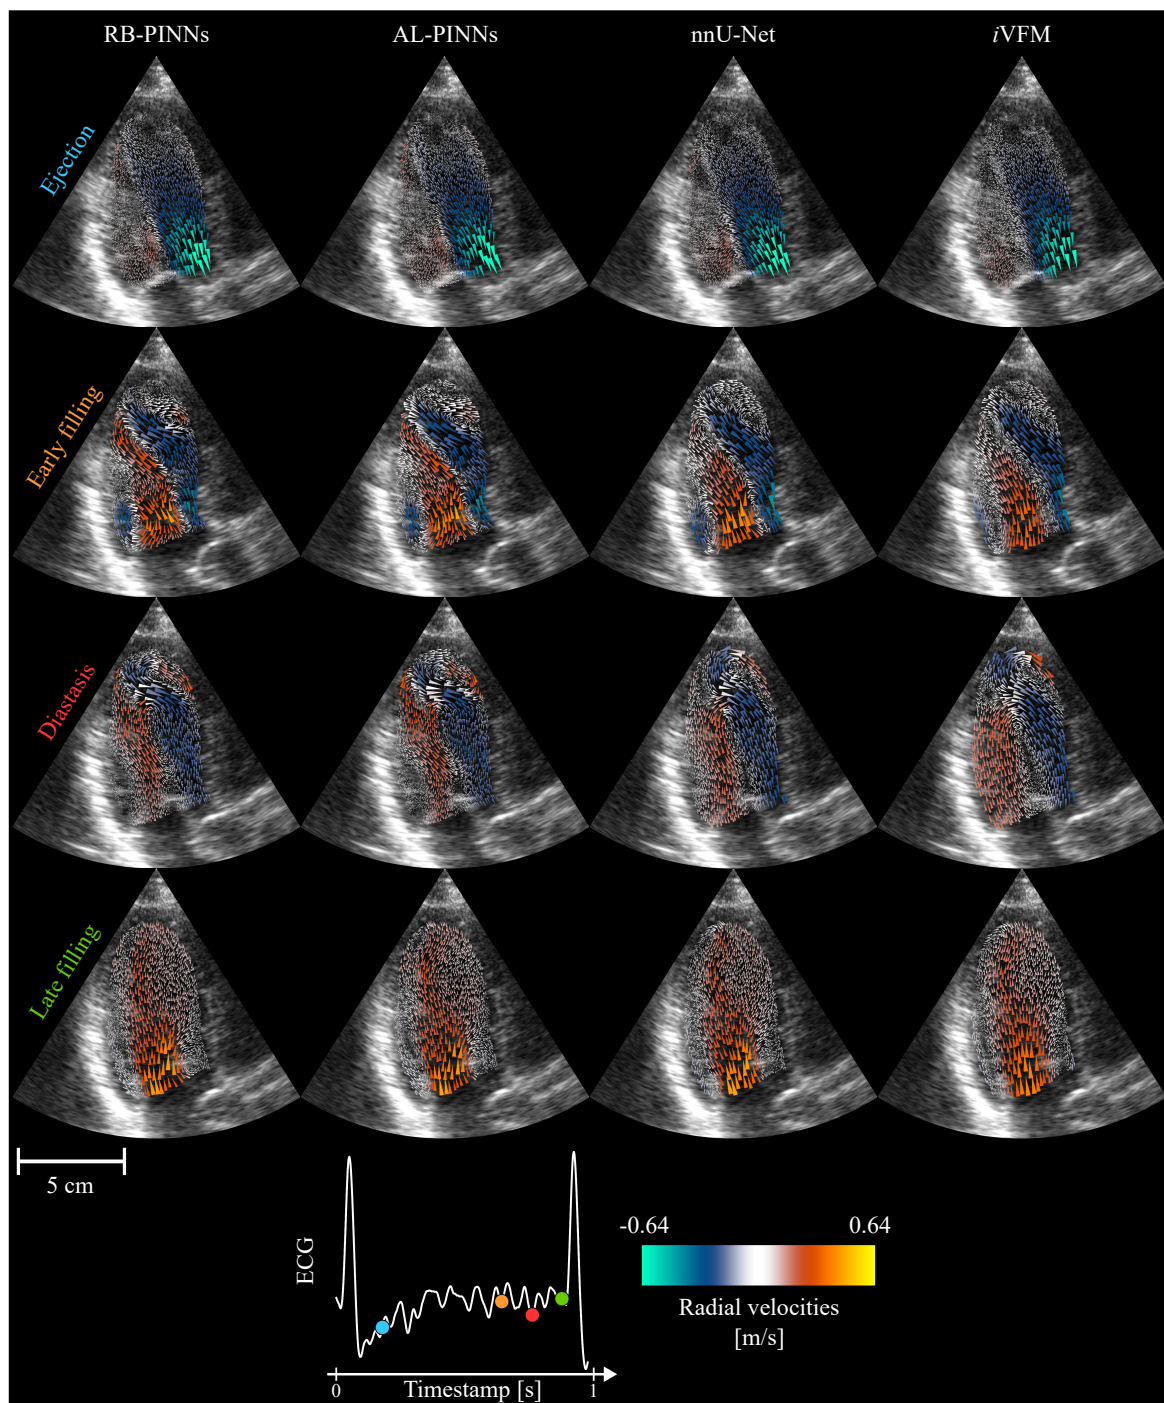 RB-PINNs
AL-PINNs
nnU-Net
iVFM
Ejection
Early filling
Diastasis
Late filling
5 cm
ECG
0
Timestamp [s]
1
-0.64
0.64
Radial velocities
[m/s]